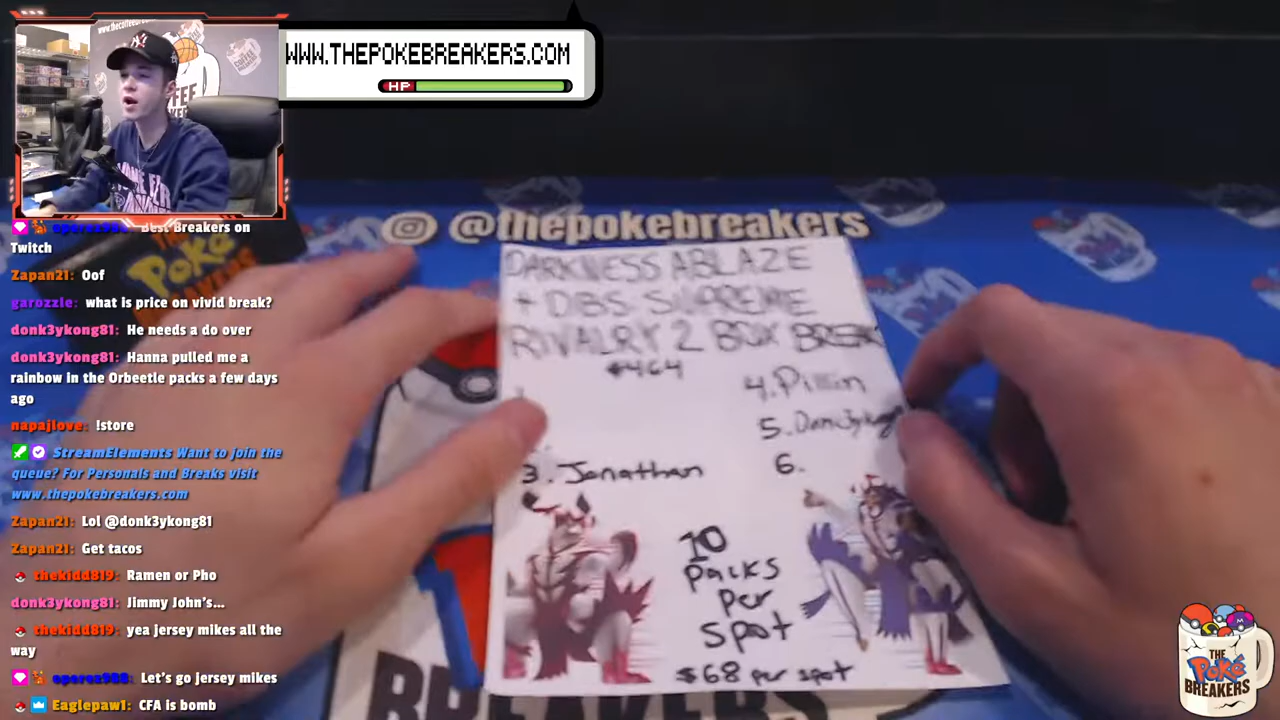 WWW.THEPOKEBREAKERS.COM
HP
Best Breakers on
Twitch
Zapan21: Oof
garozzle: what is price on vivid break?
donk3ykong81: He needs a do over
donk3ykong81: Hanna pulled me a
rainbow in the Orbeetle packs a few days
ago
napajlove: !store
StreamElements Want to join the
queue? For Personals and Breaks visit
www.thepokebreakers.com
Zapan21: Lol @donk3ykong81
Zapan21: Get tacos
thekidd819: Ramen or Pho
donk3ykong81: Jimmy John's...
thekidd819: yea jersey mikes all the
way
Let's go jersey mikes
Eaglepaw1: CFA is bomb
@thepokebreakers
DARKNESS ABLAZE
+ DIBS SUPREME
RIVALRY 2 BOX BREAK
$464
3. Jonathan
4. Pillin
5.
6.
10
Packs
Per
Spot
$68 per spot
THE
POKÉ
BREAKERS
BREAKERS
THE
POKÉ
BREAKERS